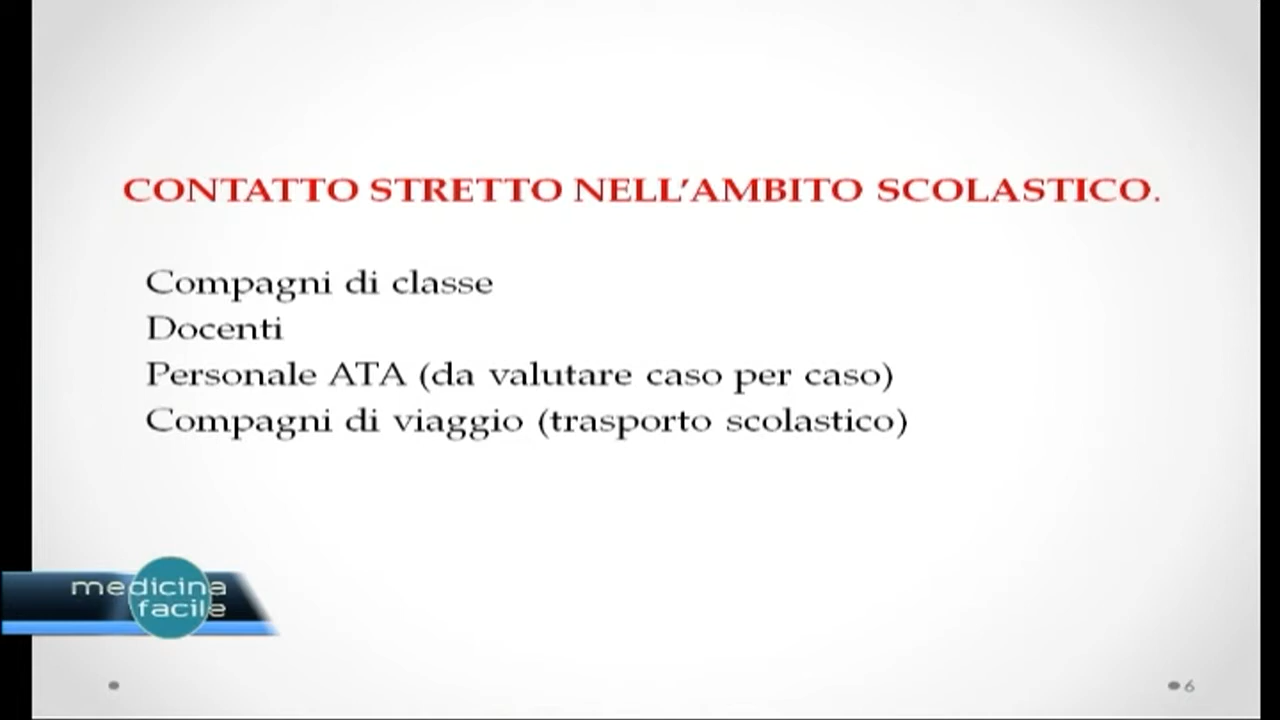 CONTATTO STRETTO NELL'AMBITO SCOLASTICO.
Compagni di classe
Docenti
Personale ATA (da valutare caso per caso)
Compagni di viaggio (trasporto scolastico)
medicina
facile
6